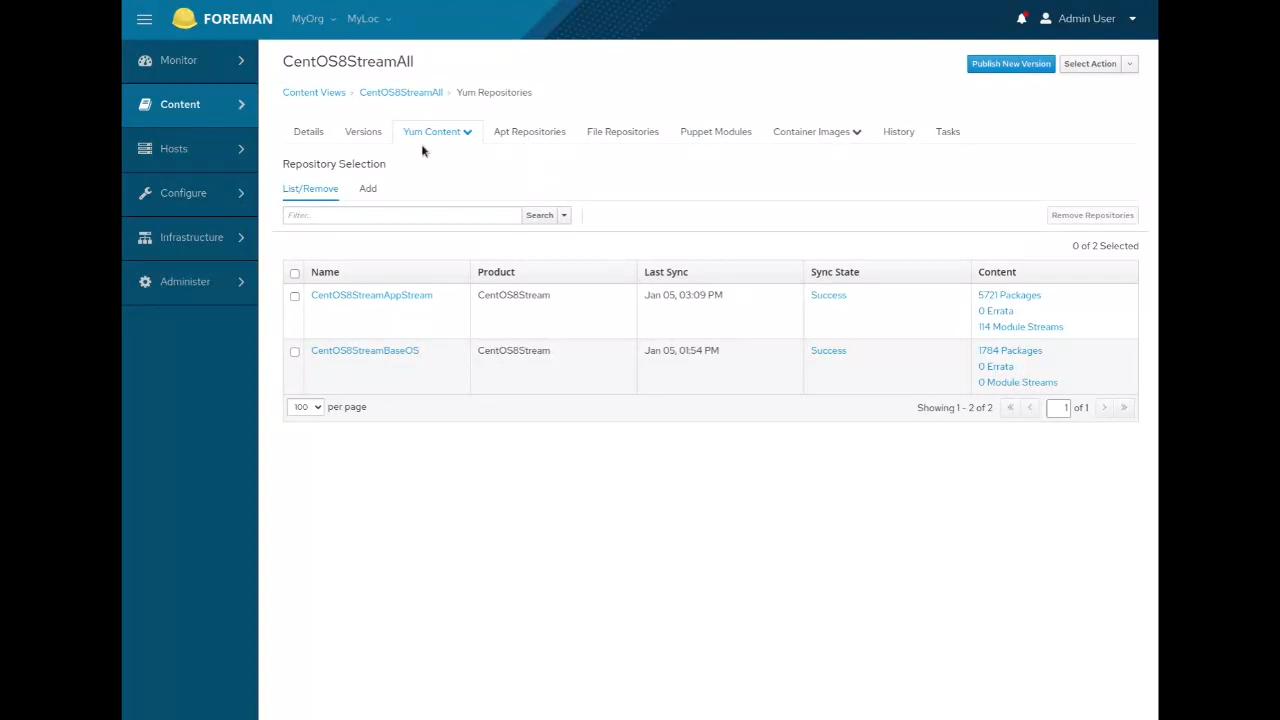 FOREMAN MyOrg MyLoc Admin User
Monitor
Content
Hosts
Configure
Infrastructure
Administer
CentOS8StreamAll
Publish New Version Select Action
Content Views › CentOS8StreamAll › Yum Repositories
Details Versions Yum Content Apt Repositories File Repositories Puppet Modules Container Images History Tasks
Repository Selection
List/Remove Add
Filter... Search Remove Repositories
0 of 2 Selected
Name Product Last Sync Sync State Content
CentOS8StreamAppStream CentOS8Stream Jan 05, 03:09 PM Success 5721 Packages
0 Errata
114 Module Streams
CentOS8StreamBaseOS CentOS8Stream Jan 05, 01:54 PM Success 1784 Packages
0 Errata
0 Module Streams
100 per page Showing 1 - 2 of 2 « ‹ 1 of 1 › »